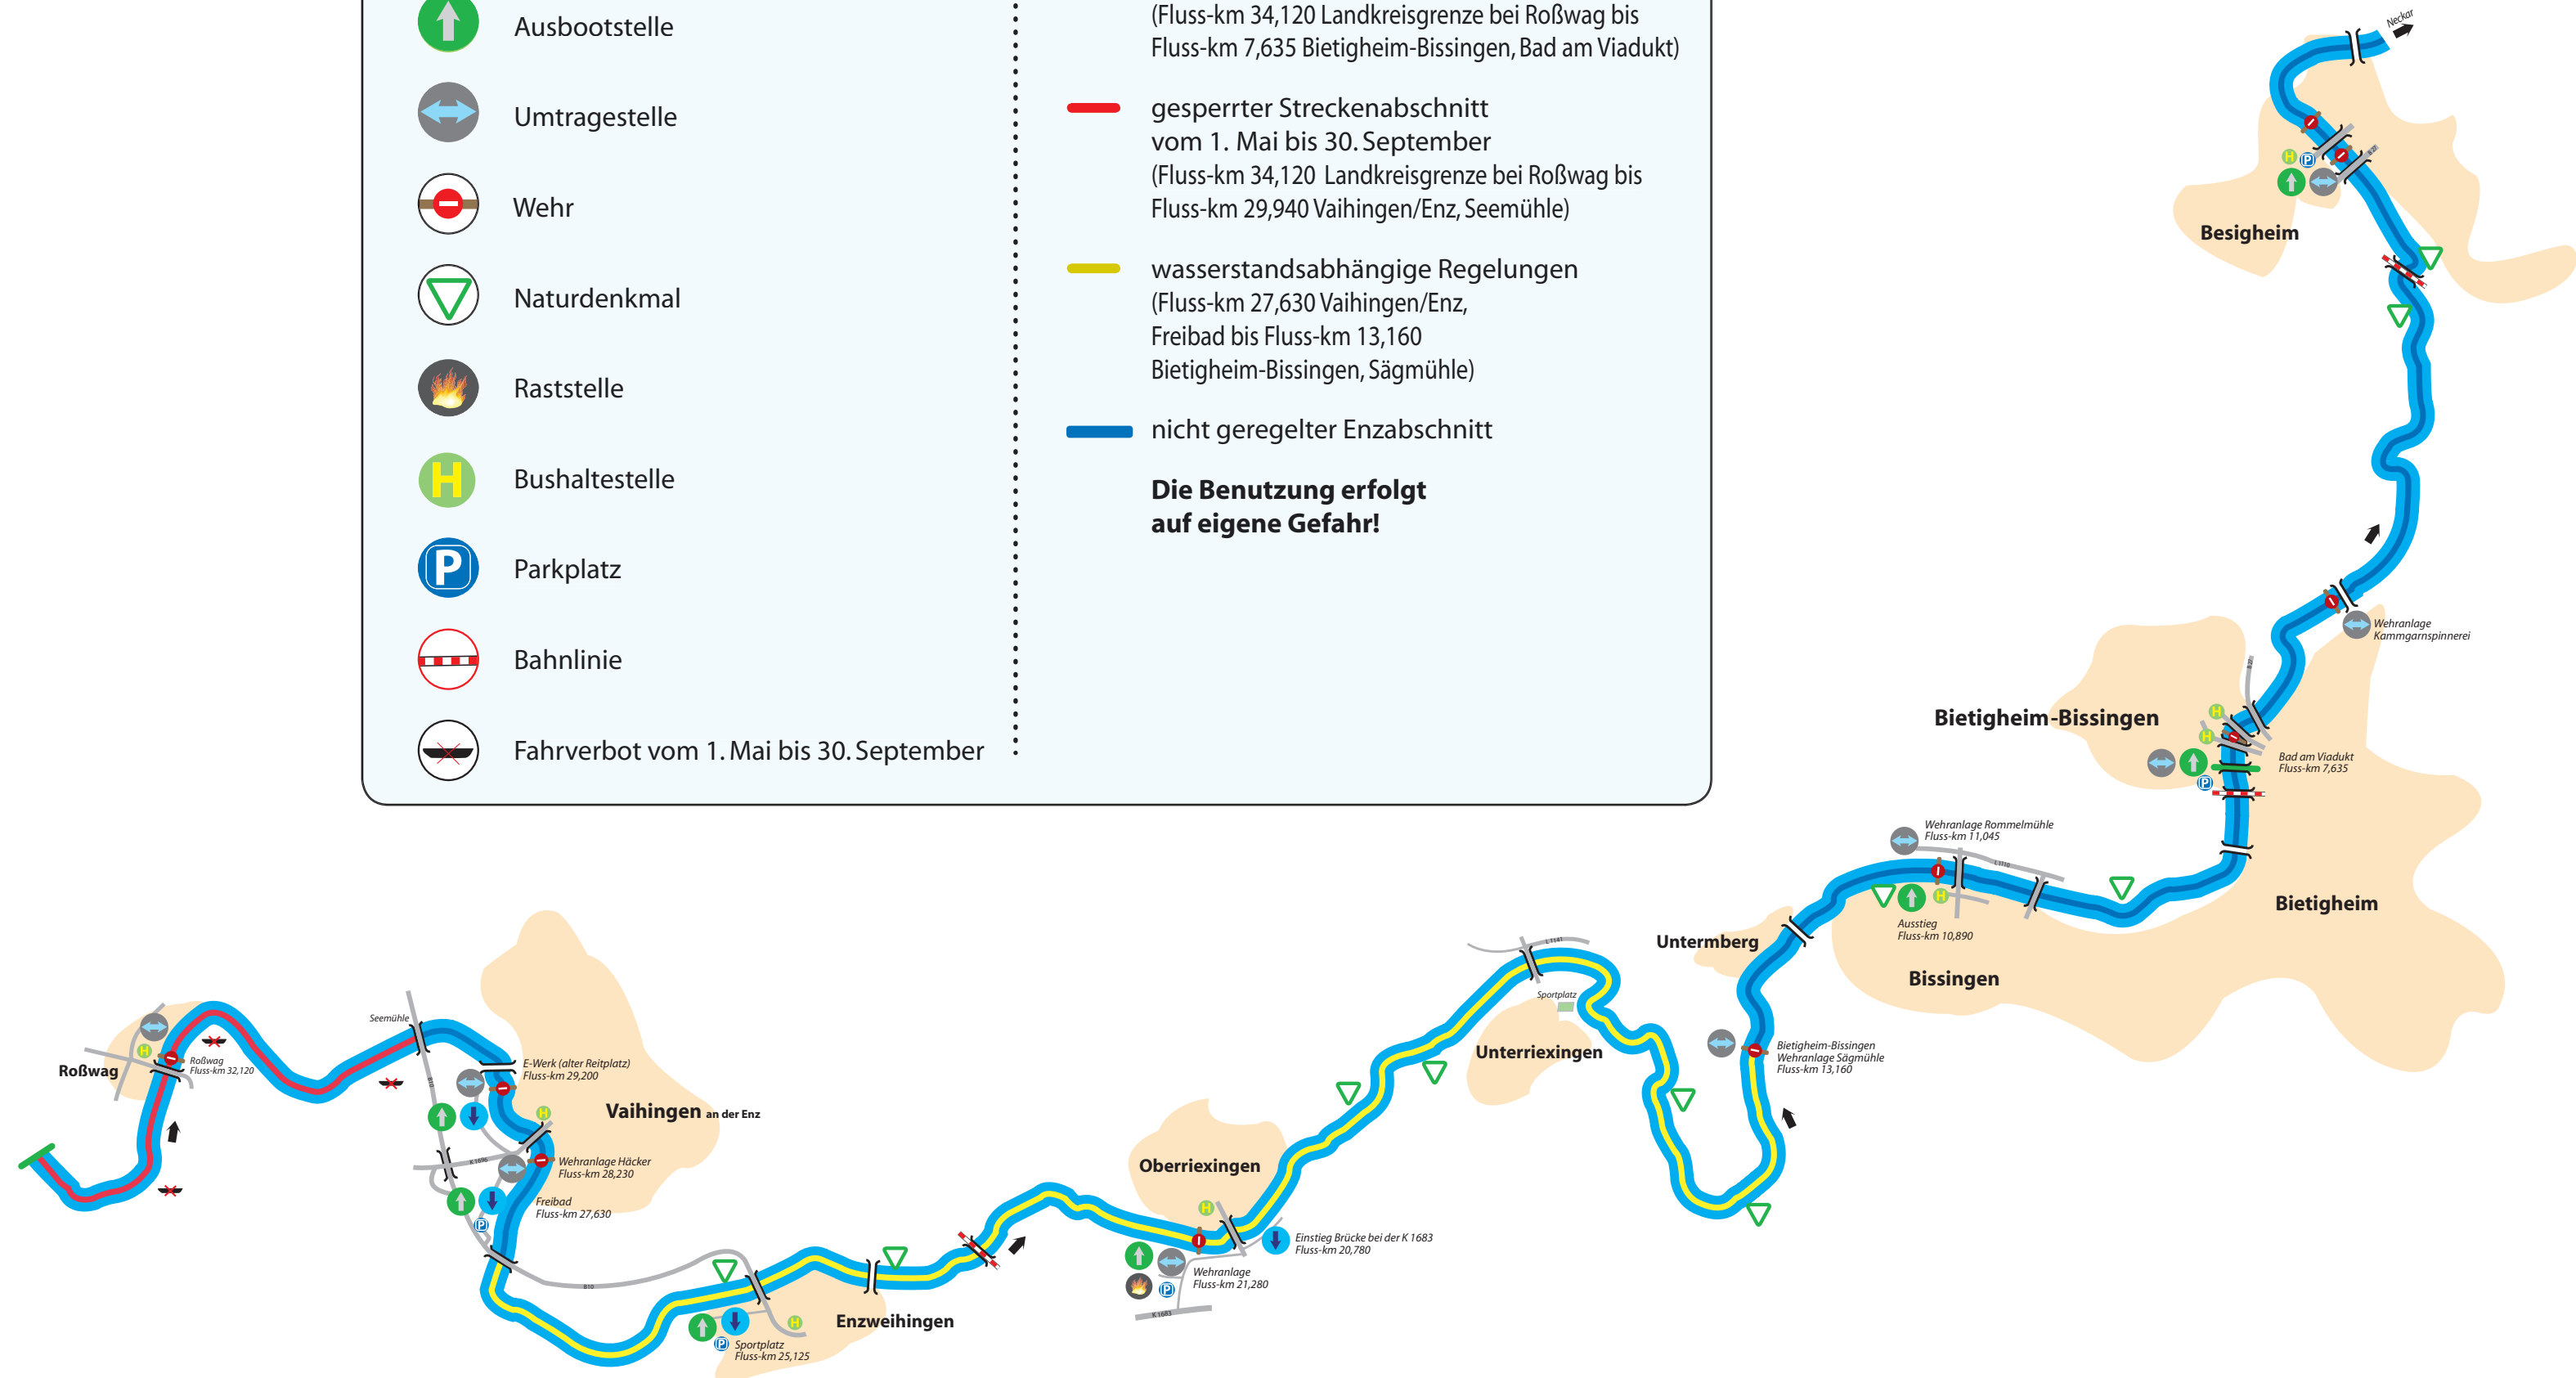 Ausbootstelle
Umtragestelle
Wehr
Naturdenkmal
Raststelle
H
Bushaltestelle
P
Parkplatz
Bahnlinie
Fahrverbot vom 1. Mai bis 30. September
(Fluss-km 34,120 Landkreisgrenze bei Roßwag bis
Fluss-km 7,635 Bietigheim-Bissingen, Bad am Viadukt)
gesperrter Streckenabschnitt
vom 1. Mai bis 30. September
(Fluss-km 34,120 Landkreisgrenze bei Roßwag bis
Fluss-km 29,940 Vaihingen/Enz, Seemühle)
wasserstandsabhängige Regelungen
(Fluss-km 27,630 Vaihingen/Enz,
Freibad bis Fluss-km 13,160
Bietigheim-Bissingen, Sägmühle)
nicht geregelter Enzabschnitt
Die Benutzung erfolgt
auf eigene Gefahr!
Neckar
B 27
H
P
Besigheim
Wehranlage
Kammgarnspinnerei
B 27
Bietigheim-Bissingen
H
H
P
Bad am Viadukt
Fluss-km 7,635
Wehranlage Rommelmühle
Fluss-km 11,045
L 1110
H
Ausstieg
Fluss-km 10,890
Bietigheim
Bissingen
Untermberg
Bietigheim-Bissingen
Wehranlage Sägmühle
Fluss-km 13,160
L 1141
Sportplatz
Unterriexingen
Oberriexingen
H
Einstieg Brücke bei der K 1683
Fluss-km 20,780
Wehranlage
Fluss-km 21,280
P
K 1683
Seemühle
Roßwag
H
Roßwag
Fluss-km 32,120
B10
E-Werk (alter Reitplatz)
Fluss-km 29,200
Vaihingen an der Enz
H
K 1696
Wehranlage Häcker
Fluss-km 28,230
Freibad
Fluss-km 27,630
P
B10
Enzweihingen
H
P
Sportplatz
Fluss-km 25,125